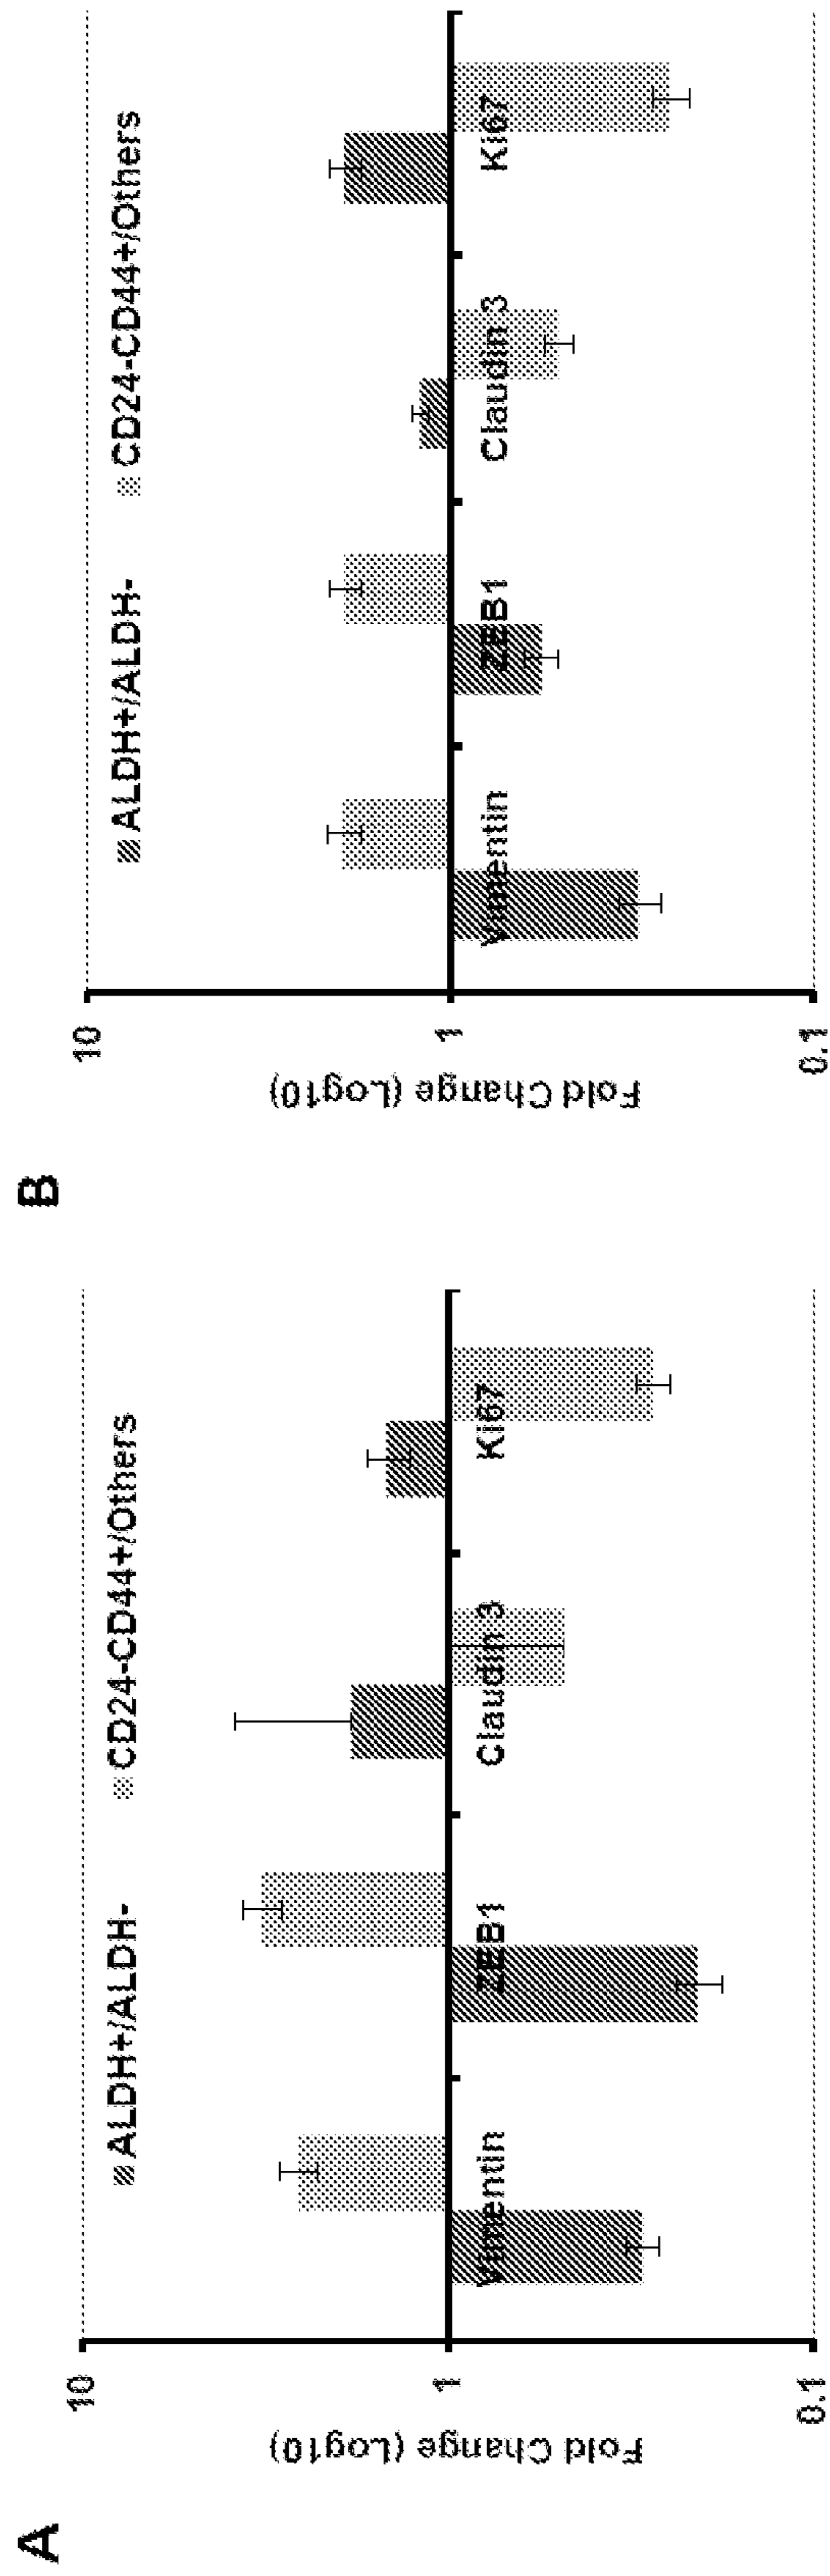 A
Fold Change (Log10)
10
1
0.1
ALDH+/ALDH- CD24-CD44+/Others
Vimentin ZEB1 Claudin 3 Ki67
B
Fold Change (Log10)
10
1
0.1
ALDH+/ALDH- CD24-CD44+/Others
Vimentin ZEB1 Claudin 3 Ki67